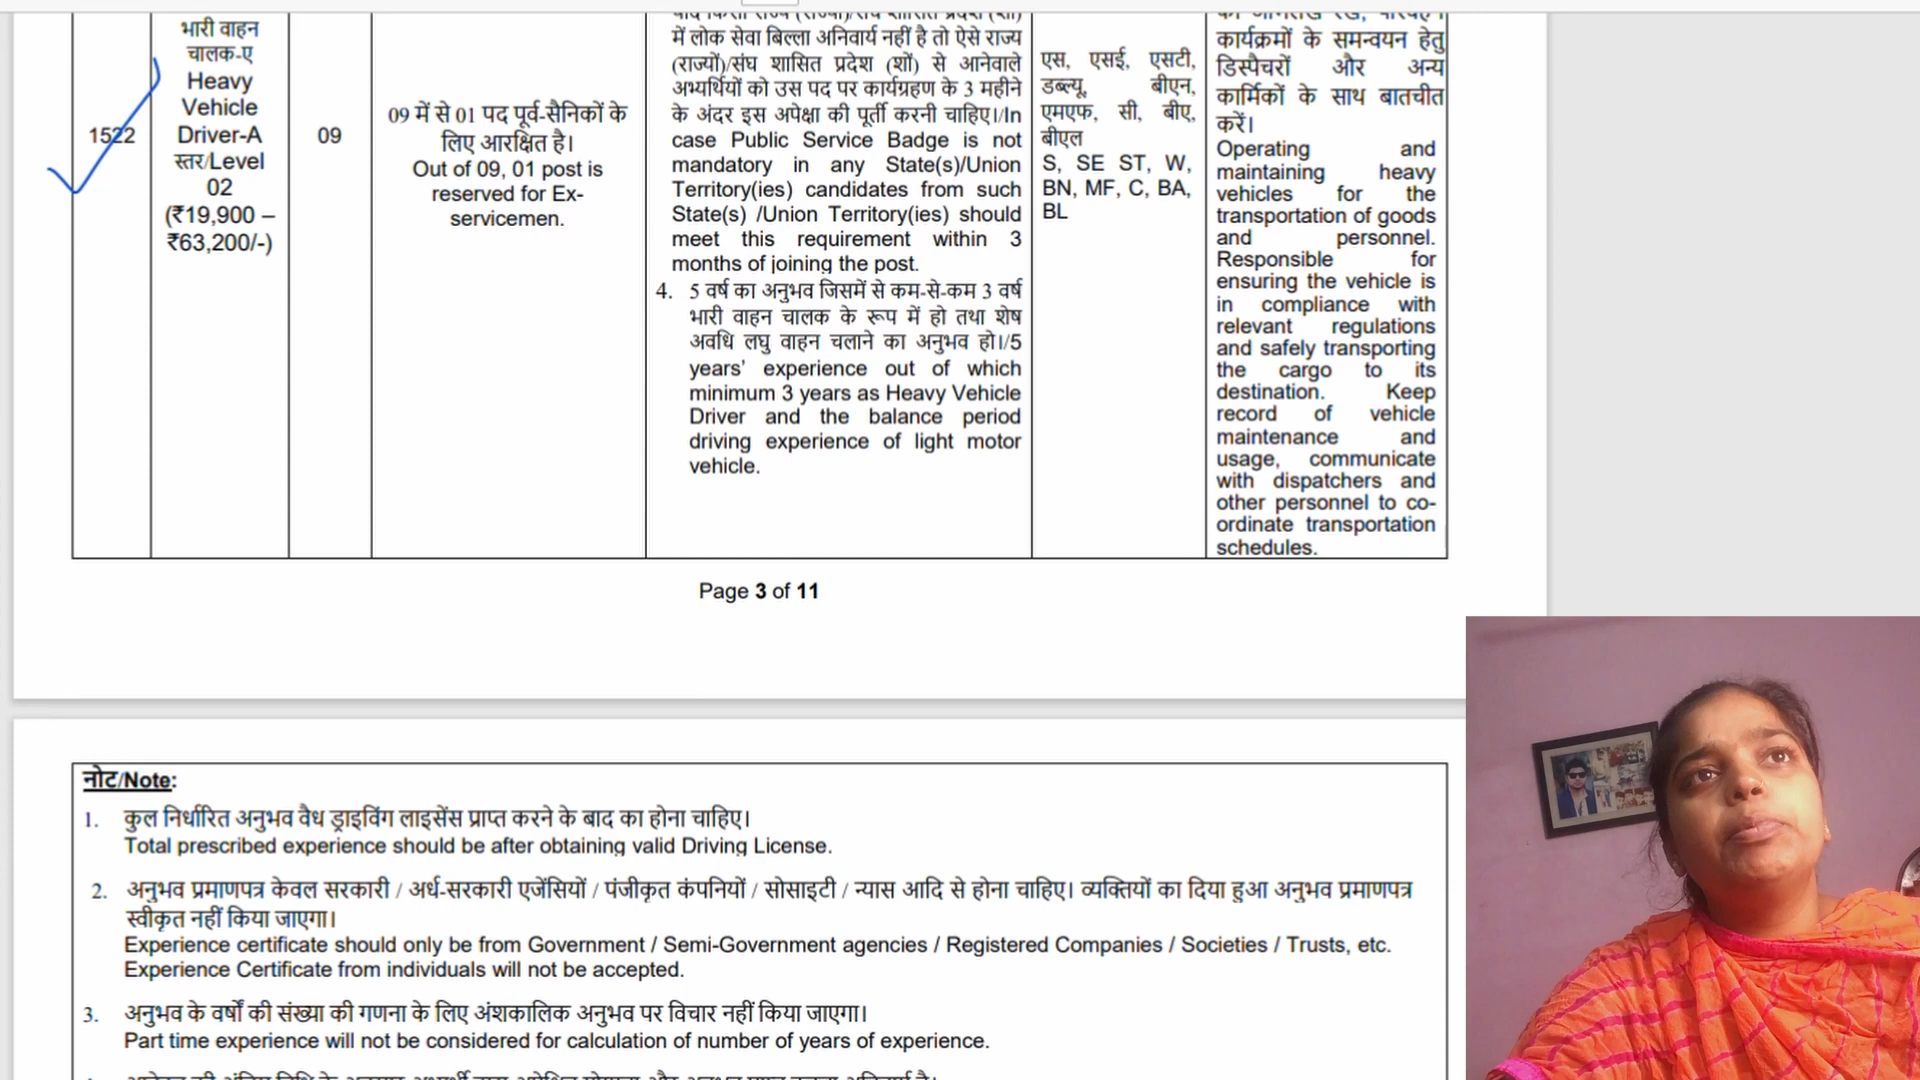 1522
भारी वाहन
चालक-ए
Heavy
Vehicle
Driver-A
स्तर/Level
02
(₹19,900 –
₹63,200/-)
09
09 में से 01 पद पूर्व-सैनिकों के
लिए आरक्षित है।
Out of 09, 01 post is
reserved for Ex-
servicemen.
में लोक सेवा बिल्ला अनिवार्य नहीं है तो ऐसे राज्य
(राज्यों)/संघ शासित प्रदेश (शों) से आनेवाले
अभ्यर्थियों को उस पद पर कार्यग्रहण के 3 महीने
के अंदर इस अपेक्षा की पूर्ती करनी चाहिए।/In
case Public Service Badge is not
mandatory in any State(s)/Union
Territory(ies) candidates from such
State(s) /Union Territory(ies) should
meet this requirement within 3
months of joining the post.
4. 5 वर्ष का अनुभव जिसमें से कम-से-कम 3 वर्ष
भारी वाहन चालक के रूप में हो तथा शेष
अवधि लघु वाहन चलाने का अनुभव हो।/5
years’ experience out of which
minimum 3 years as Heavy Vehicle
Driver and the balance period
driving experience of light motor
vehicle.
एस, एसई, एसटी,
डब्ल्यू, बीएन,
एमएफ, सी, बीए,
बीएल
S, SE ST, W,
BN, MF, C, BA,
BL
कार्यक्रमों के समन्वयन हेतु
डिस्पैचरों और अन्य
कार्मिकों के साथ बातचीत
करें।
Operating and
maintaining heavy
vehicles for the
transportation of goods
and personnel.
Responsible for
ensuring the vehicle is
in compliance with
relevant regulations
and safely transporting
the cargo to its
destination. Keep
record of vehicle
maintenance and
usage, communicate
with dispatchers and
other personnel to co-
ordinate transportation
schedules.
Page 3 of 11
नोट/Note:
1. कुल निर्धारित अनुभव वैध ड्राइविंग लाइसेंस प्राप्त करने के बाद का होना चाहिए।
Total prescribed experience should be after obtaining valid Driving License.
2. अनुभव प्रमाणपत्र केवल सरकारी / अर्ध-सरकारी एजेंसियों / पंजीकृत कंपनियों / सोसाइटी / न्यास आदि से होना चाहिए। व्यक्तियों का दिया हुआ अनुभव प्रमाणपत्र
स्वीकृत नहीं किया जाएगा।
Experience certificate should only be from Government / Semi-Government agencies / Registered Companies / Societies / Trusts, etc.
Experience Certificate from individuals will not be accepted.
3. अनुभव के वर्षों की संख्या की गणना के लिए अंशकालिक अनुभव पर विचार नहीं किया जाएगा।
Part time experience will not be considered for calculation of number of years of experience.